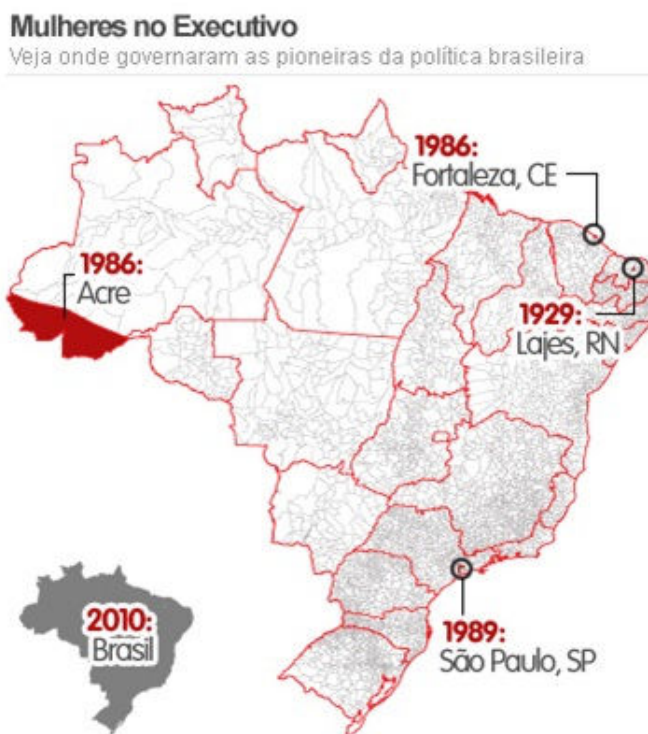 Mulheres no Executivo
Veja onde governaram as pioneiras da política brasileira
1986:
Fortaleza, CE
1986:
Acre
1929:
Lajes, RN
2010:
Brasil
1989:
São Paulo, SP